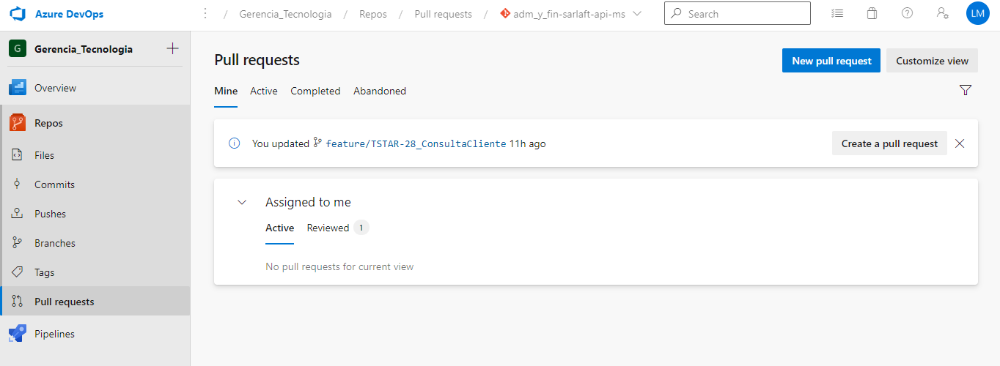 Azure DevOps
/ Gerencia_Tecnologia / Repos / Pull requests / adm_y_fin-sarlaft-api-ms
Search
LM
G Gerencia_Tecnologia
Overview
Repos
Files
Commits
Pushes
Branches
Tags
Pull requests
Pipelines
Pull requests
New pull request
Customize view
Mine Active Completed Abandoned
You updated feature/TSTAR-28_ConsultaCliente 11h ago
Create a pull request
Assigned to me
Active Reviewed 1
No pull requests for current view